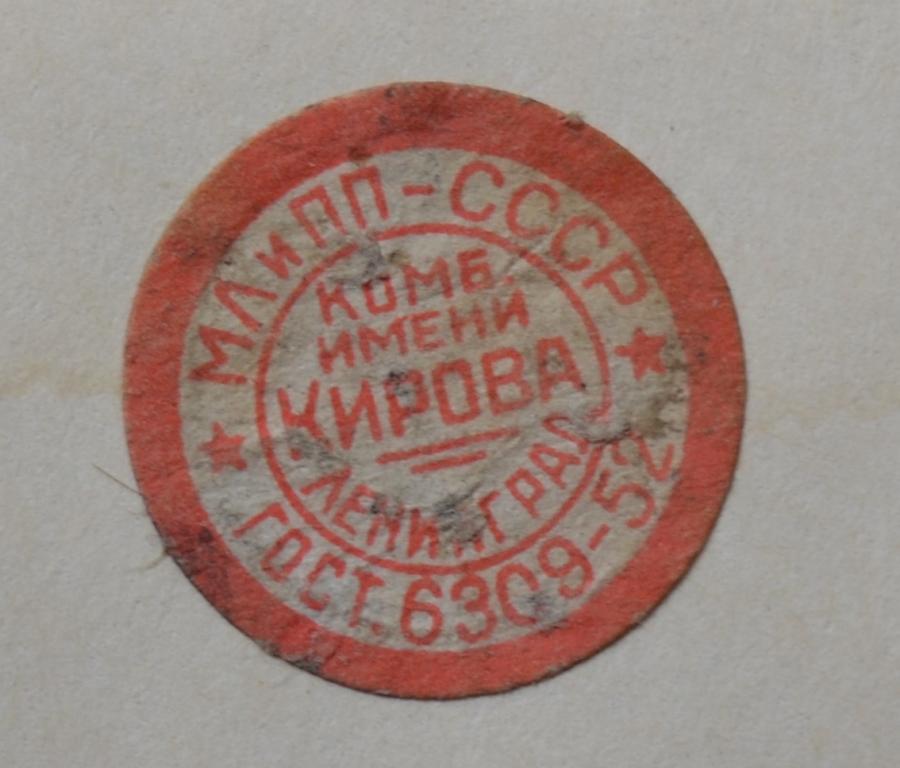 МЛиПП-СССР
КОМБ.
ИМЕНИ
КИРОВА
ЛЕНИНГРАД
ГОСТ. 6309-52